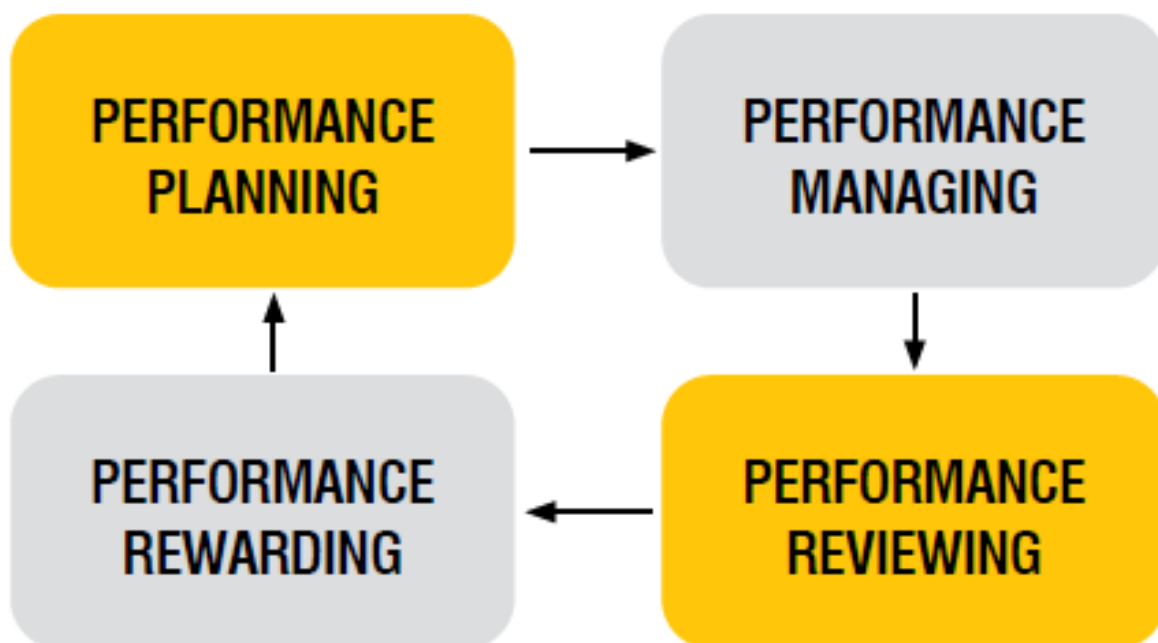 PERFORMANCE
PLANNING
PERFORMANCE
MANAGING
PERFORMANCE
REWARDING
PERFORMANCE
REVIEWING